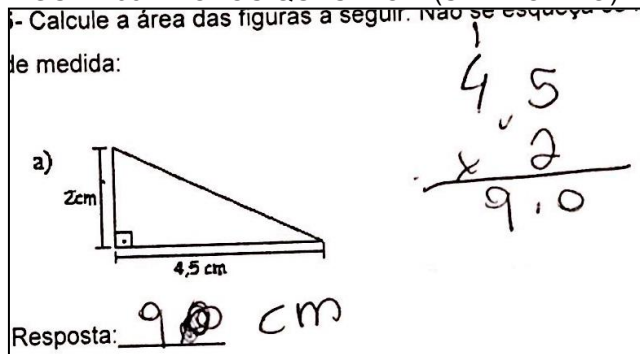 - Calcule a área das figuras a seguir. Não se esqueça
de medida:
1
4,5
x 2
9,0
a)
2cm
4,5 cm
Resposta: 9 cm